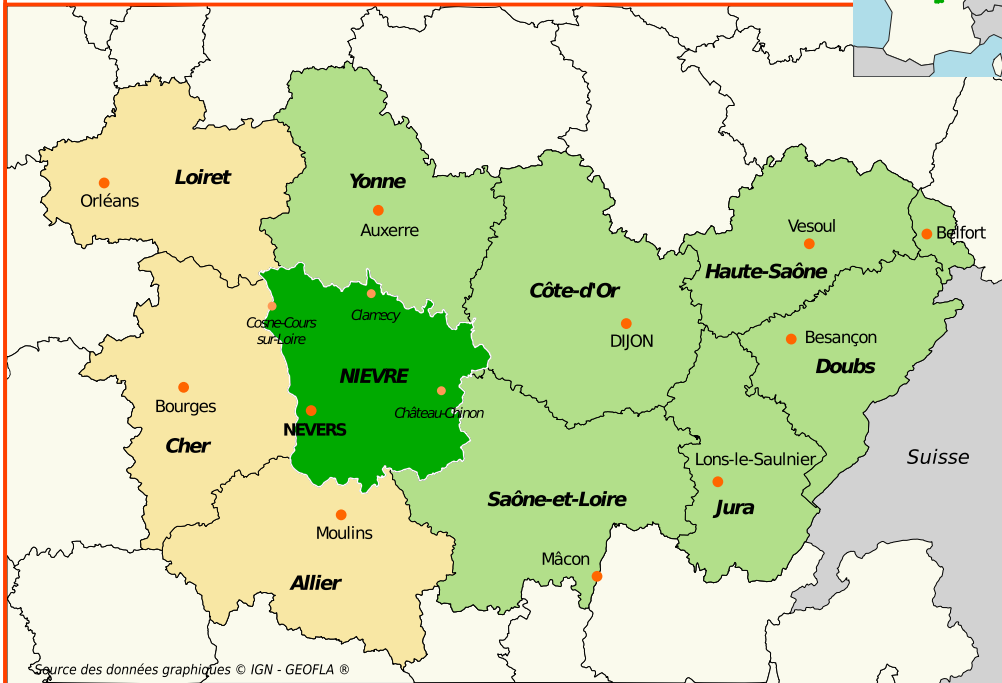 Loiret
Orléans
Yonne
Auxerre
Vesoul
Belfort
Haute-Saône
Côte-d'Or
DIJON
Besançon
Doubs
Cosne-Cours
sur-Loire
Clamecy
NIEVRE
Château-Chinon
NEVERS
Bourges
Cher
Suisse
Lons-le-Saulnier
Jura
Saône-et-Loire
Moulins
Mâcon
Allier
Source des données graphiques © IGN - GEOFLA ®